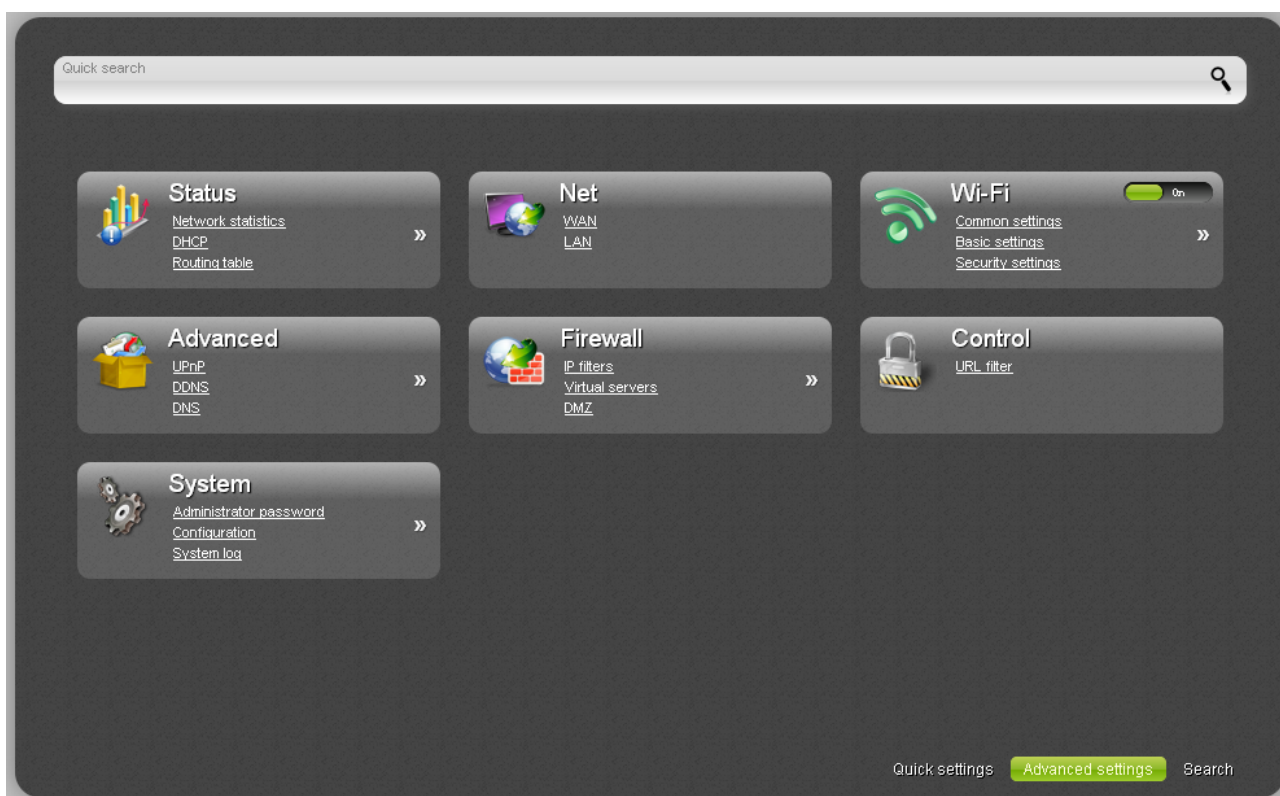 Quick search
Status
Network statistics
DHCP
Routing table
Net
WAN
LAN
Wi-Fi
On
Common settings
Basic settings
Security settings
Advanced
UPnP
DDNS
DNS
Firewall
IP filters
Virtual servers
DMZ
Control
URL filter
System
Administrator password
Configuration
System log
Quick settings
Advanced settings
Search